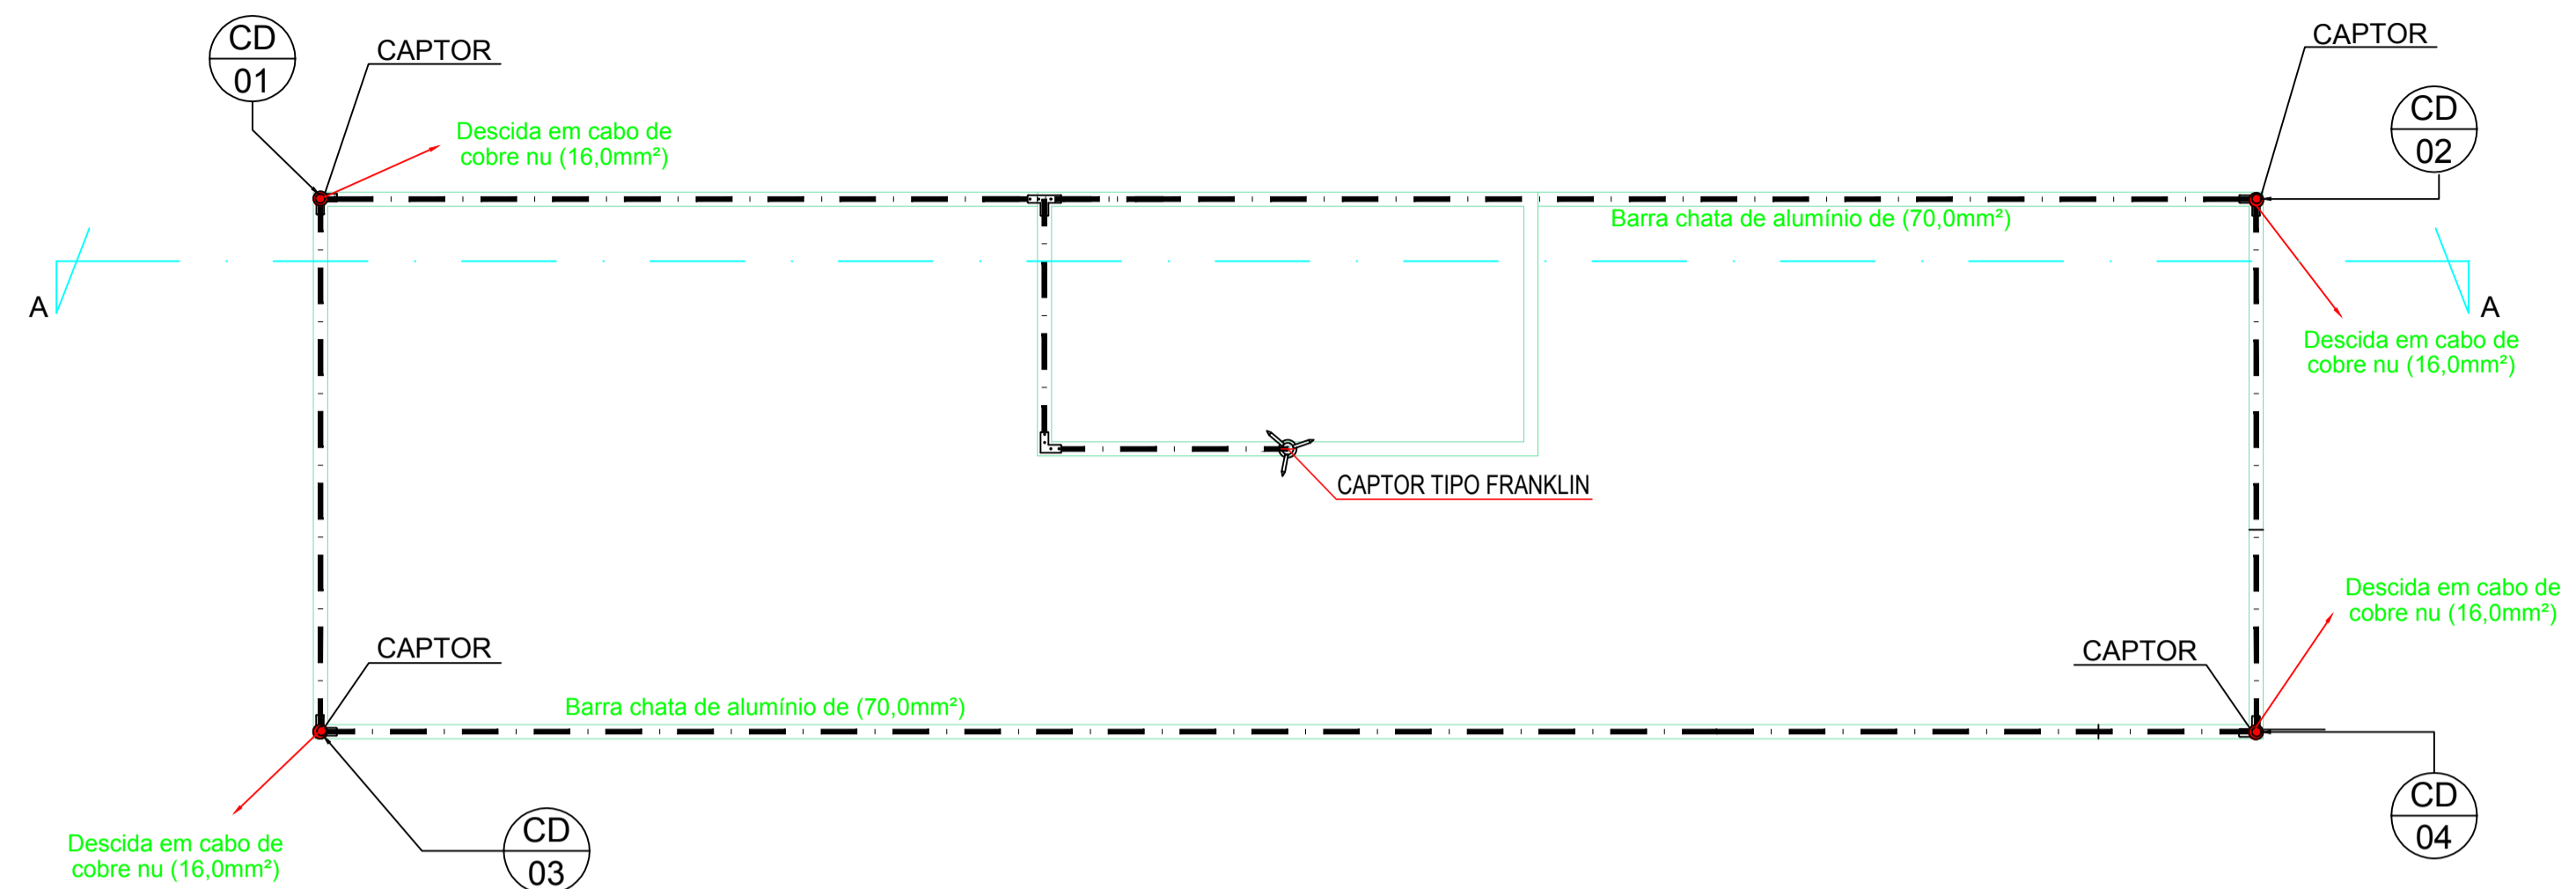 CD
01
CAPTOR
CAPTOR
CD
02
Descida em cabo de
cobre nu (16,0mm²)
Barra chata de alumínio de (70,0mm²)
A
A
Descida em cabo de
cobre nu (16,0mm²)
CAPTOR TIPO FRANKLIN
Descida em cabo de
cobre nu (16,0mm²)
CAPTOR
CAPTOR
Barra chata de alumínio de (70,0mm²)
CD
04
CD
03
Descida em cabo de
cobre nu (16,0mm²)